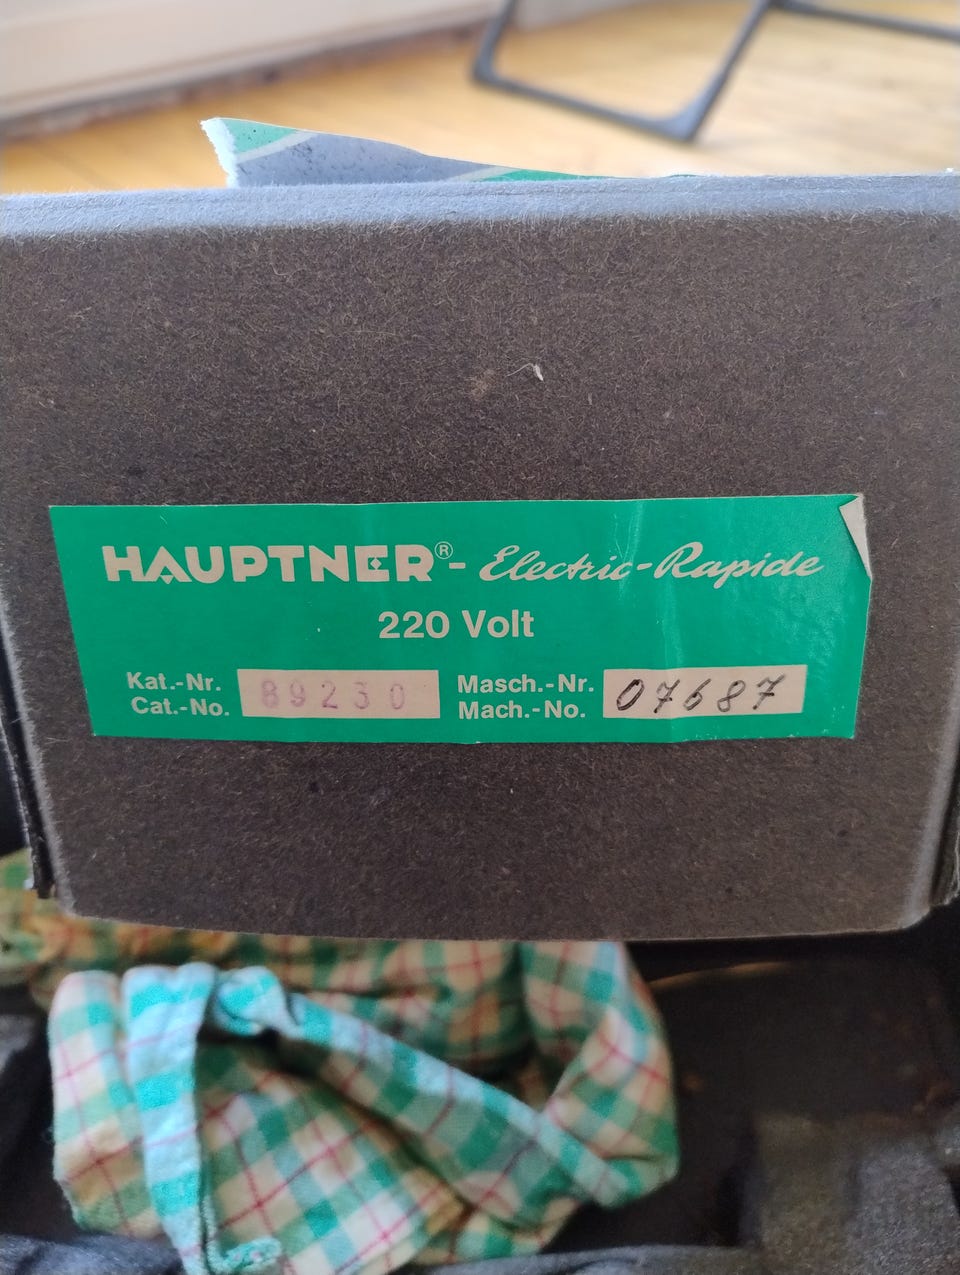 HAUPTNER®-Electric-Rapide
220 Volt
Kat.-Nr. 89230 Masch.-Nr. 07687
Cat.-No. Mach.-No.